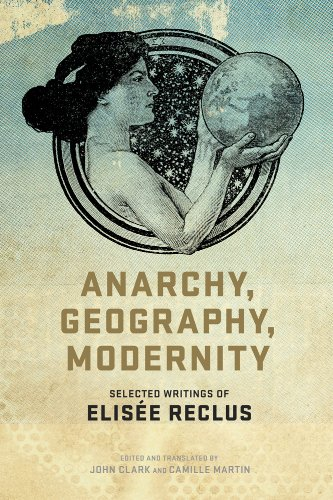 ANARCHY,
GEOGRAPHY,
MODERNITY
SELECTED WRITINGS OF
ELISÉE RECLUS
EDITED AND TRANSLATED BY
JOHN CLARK AND CAMILLE MARTIN